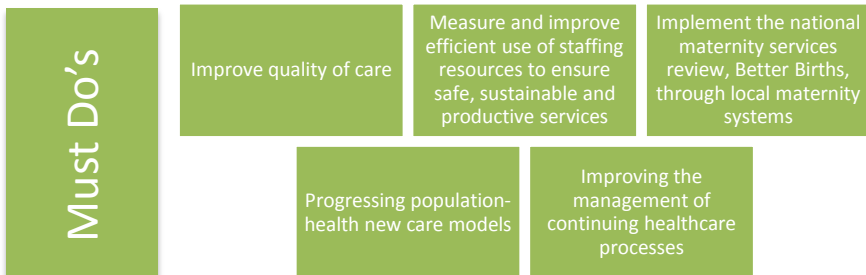 Must Do's
Improve quality of care
Measure and improve
efficient use of staffing
resources to ensure
safe, sustainable and
productive services
Implement the national
maternity services
review, Better Births,
through local maternity
systems
Progressing population-
health new care models
Improving the
management of
continuing healthcare
processes